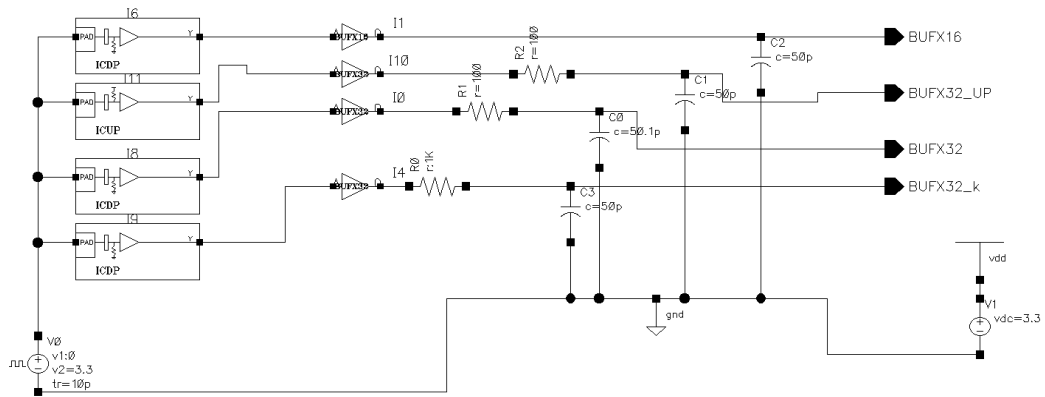 I6
PAD
Y
ICDP
BUFX16
I1
C2
c=50p
BUFX16
I11
PAD
Y
ICUP
BUFX32
I10
R2
r=100
C1
c=50p
BUFX32_UP
BUFX32
I0
R1
r=100
C0
c=50.1p
BUFX32
I8
PAD
Y
ICDP
BUFX32
I4
R0
r:1K
C3
c=50p
BUFX32_k
I9
PAD
Y
ICDP
gnd
vdd
V1
vdc=3.3
V0
v1:0
v2=3.3
tr=10p